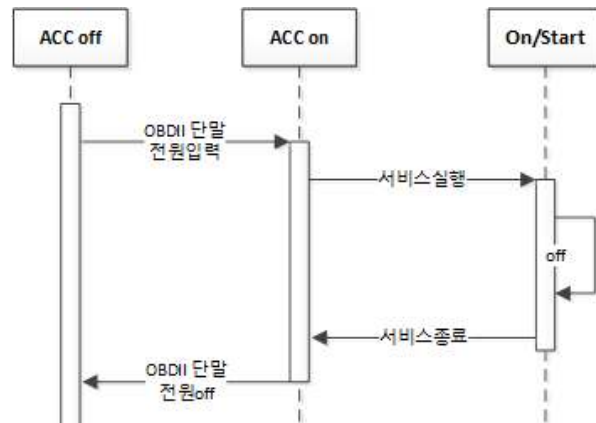 ACC off
ACC on
On/Start
OBDII 단말
전원입력
서비스실행
off
서비스종료
OBDII 단말
전원off